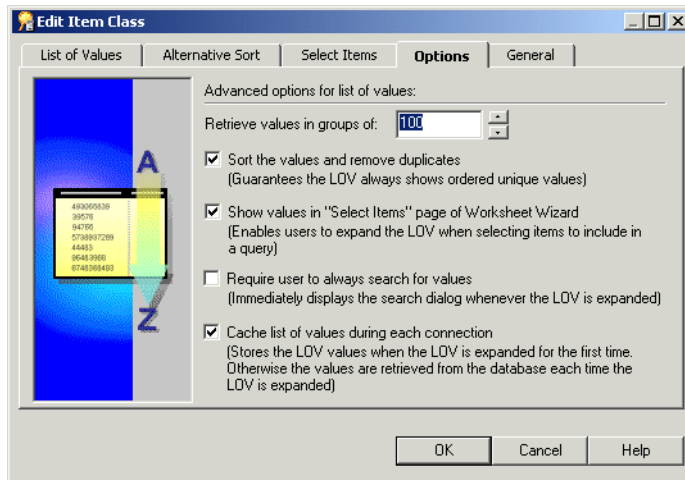 Edit Item Class
List of Values
Alternative Sort
Select Items
Options
General
Advanced options for list of values:
Retrieve values in groups of: 100
Sort the values and remove duplicates
(Guarantees the LOV always shows ordered unique values)
Show values in "Select Items" page of Worksheet Wizard
(Enables users to expand the LOV when selecting items to include in
a query)
Require user to always search for values
(Immediately displays the search dialog whenever the LOV is expanded)
Cache list of values during each connection
(Stores the LOV values when the LOV is expanded for the first time.
Otherwise the values are retrieved from the database each time the
LOV is expanded)
A
39576
94766
44483
Z
OK
Cancel
Help